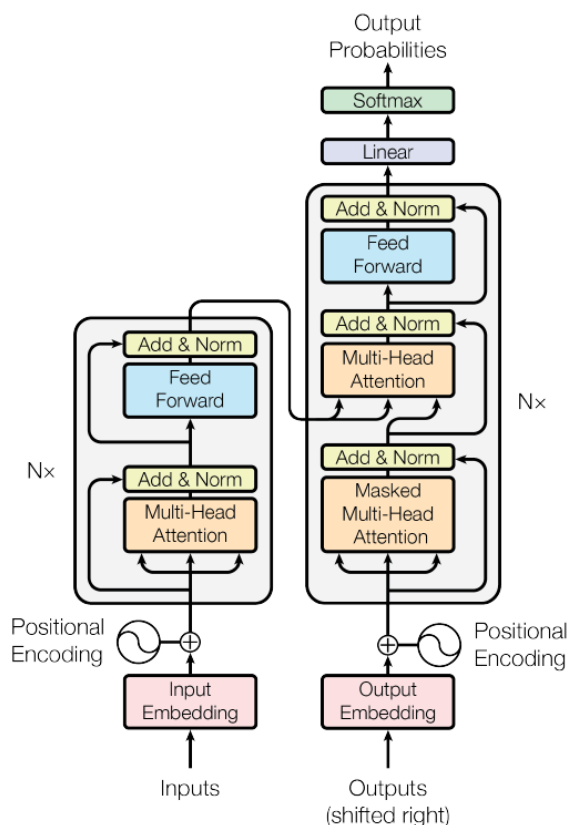 Output
Probabilities
Softmax
Linear
Add & Norm
Feed
Forward
Add & Norm
Multi-Head
Attention
Add & Norm
Masked
Multi-Head
Attention
N×
Add & Norm
Feed
Forward
Add & Norm
Multi-Head
Attention
N×
Positional
Encoding
Positional
Encoding
Input
Embedding
Output
Embedding
Inputs
Outputs
(shifted right)